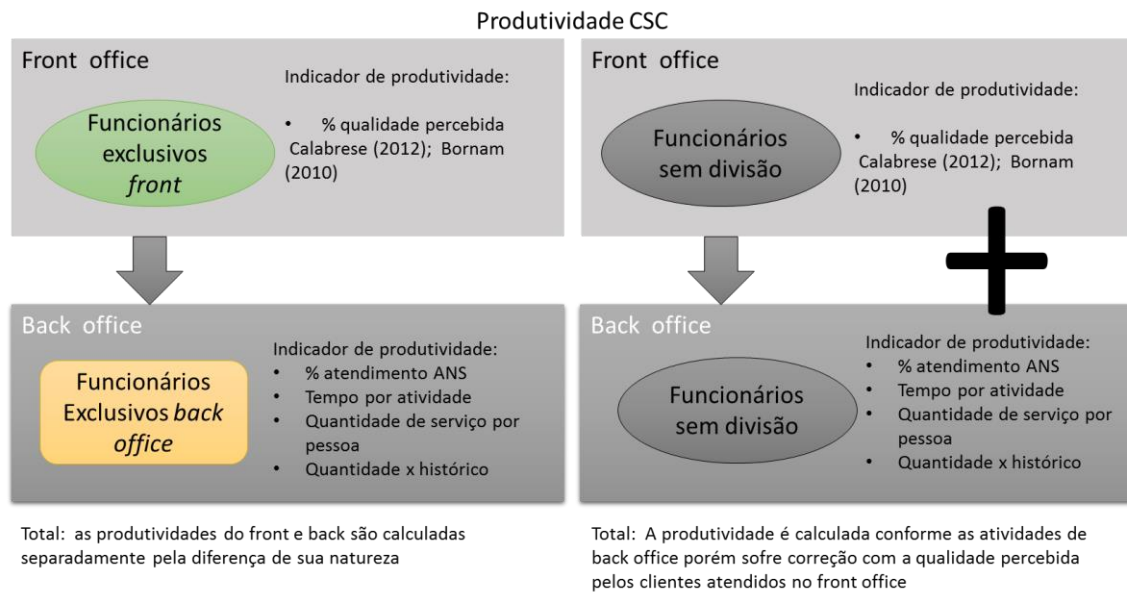 Produtividade CSC
Front office
Funcionários
exclusivos
front
Indicador de produtividade:
• % qualidade percebida
Calabrese (2012); Bornam
(2010)
Back office
Funcionários
Exclusivos back
office
Indicador de produtividade:
• % atendimento ANS
• Tempo por atividade
• Quantidade de serviço por
pessoa
• Quantidade x histórico
Total: as produtividades do front e back são calculadas
separadamente pela diferença de sua natureza
Front office
Funcionários
sem divisão
Indicador de produtividade:
• % qualidade percebida
Calabrese (2012); Bornam
(2010)
Back office
Funcionários
sem divisão
Indicador de produtividade:
• % atendimento ANS
• Tempo por atividade
• Quantidade de serviço por
pessoa
• Quantidade x histórico
Total: A produtividade é calculada conforme as atividades de
back office porém sofre correção com a qualidade percebida
pelos clientes atendidos no front office